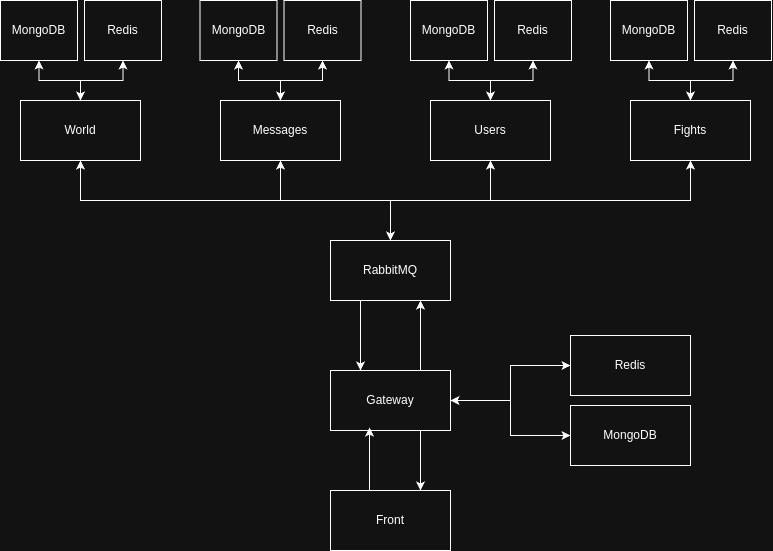 MongoDB
Redis
MongoDB
Redis
MongoDB
Redis
MongoDB
Redis
World
Messages
Users
Fights
RabbitMQ
Redis
Gateway
MongoDB
Front